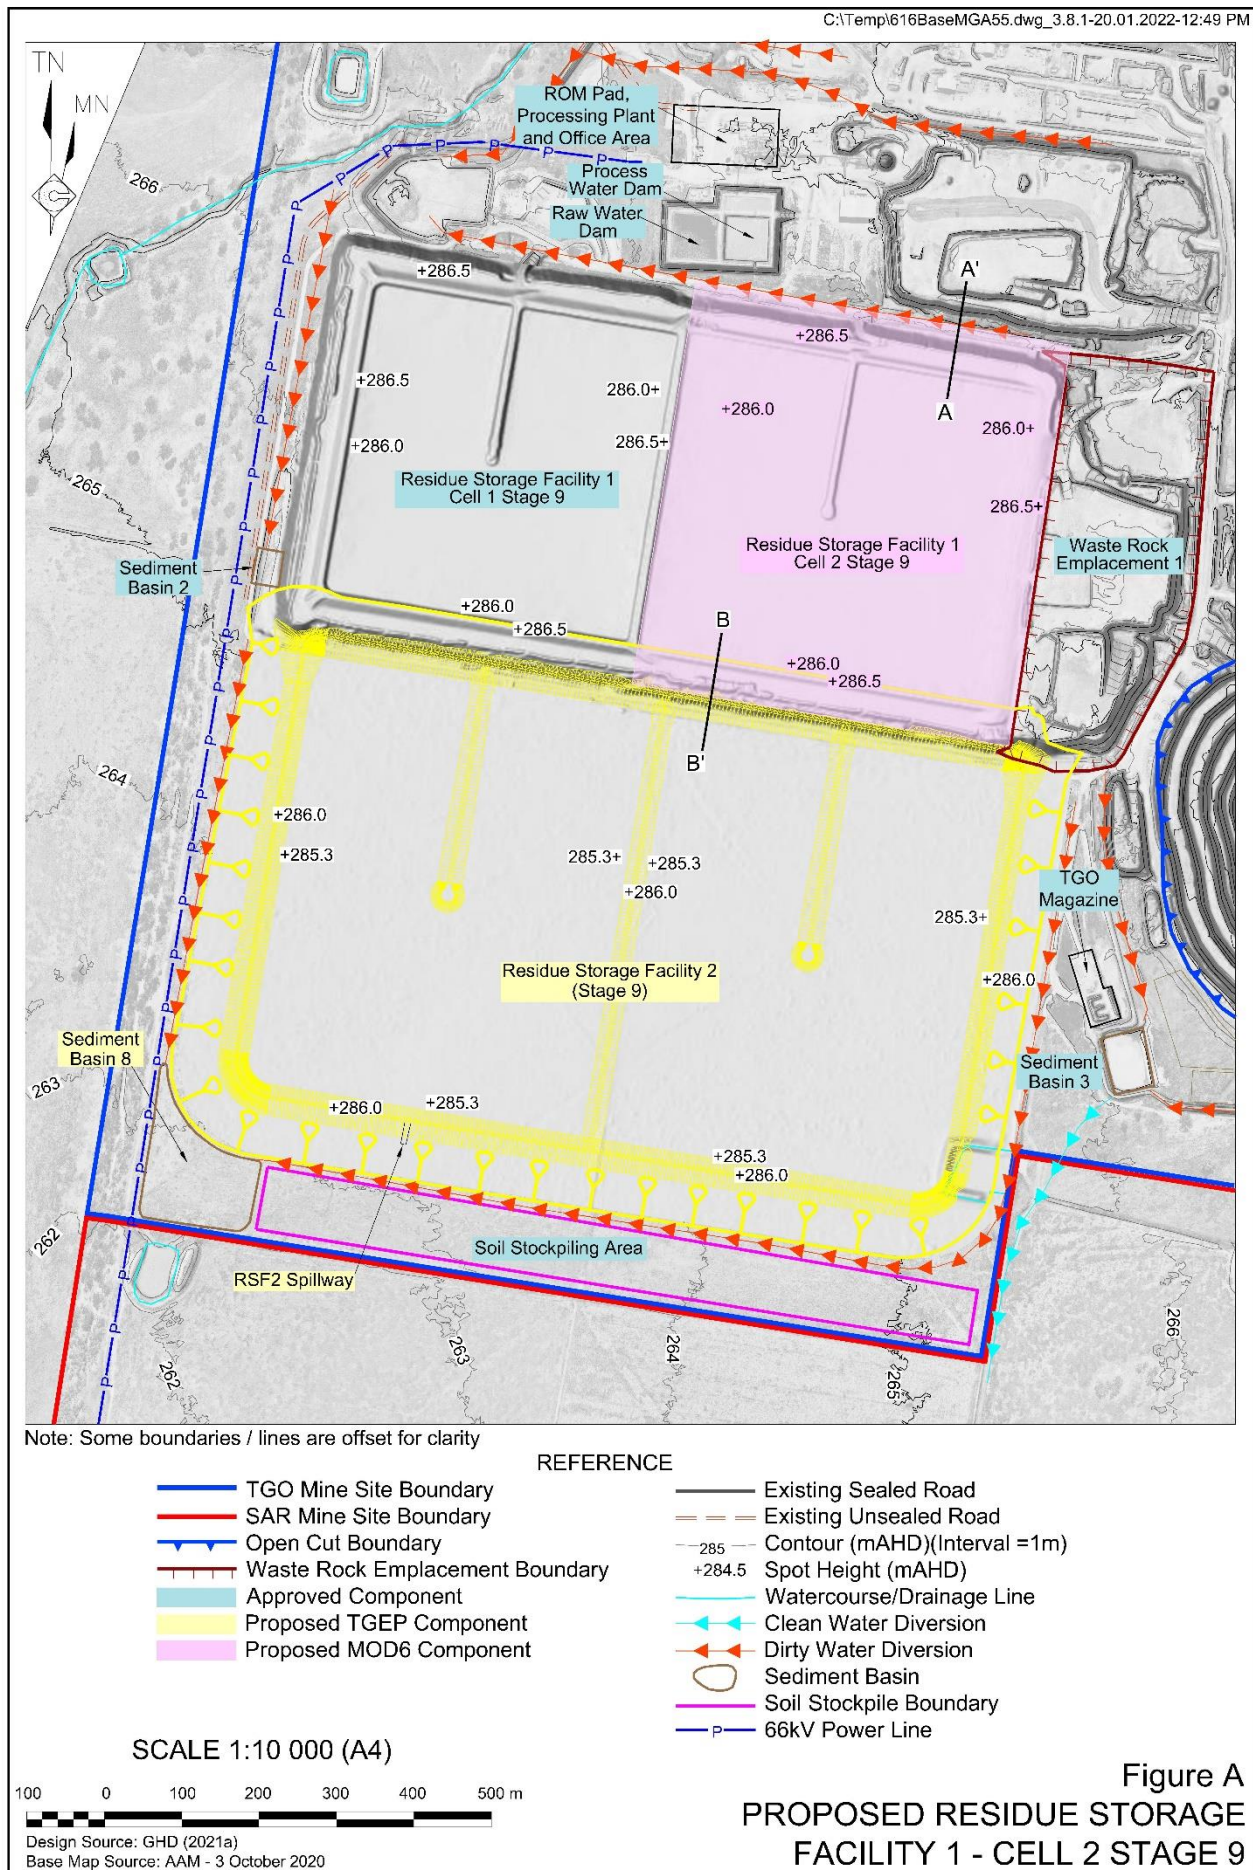 C:\Temp\616BaseMGA55.dwg_3.8.1-20.01.2022-12:49 PM
TN
MN
ROM Pad,
Processing Plant
and Office Area
Process
Water Dam
Raw Water
Dam
266
P
P
P
P
P
P
P
+286.5
A'
+286.5
+286.5
286.0+
+286.0
A
+286.0
286.5+
286.0+
265
Residue Storage Facility 1
Cell 1 Stage 9
286.5+
Residue Storage Facility 1
Cell 2 Stage 9
Waste Rock
Emplacement 1
Sediment
Basin 2
+286.0
+286.5
B
+286.0
+286.5
B'
264
+286.0
+285.3
285.3+
+285.3
+286.0
TGO
Magazine
285.3+
Residue Storage Facility 2
(Stage 9)
+286.0
Sediment
Basin 8
263
Sediment
Basin 3
+286.0
+285.3
+285.3
+286.0
262
Soil Stockpiling Area
RSF2 Spillway
262
263
264
265
266
Note: Some boundaries / lines are offset for clarity
REFERENCE
TGO Mine Site Boundary
SAR Mine Site Boundary
Open Cut Boundary
Waste Rock Emplacement Boundary
Approved Component
Proposed TGEP Component
Proposed MOD6 Component
Existing Sealed Road
Existing Unsealed Road
285 Contour (mAHD)(Interval =1m)
+284.5 Spot Height (mAHD)
Watercourse/Drainage Line
Clean Water Diversion
Dirty Water Diversion
Sediment Basin
Soil Stockpile Boundary
P 66kV Power Line
SCALE 1:10 000 (A4)
100 0 100 200 300 400 500 m
Design Source: GHD (2021a)
Base Map Source: AAM - 3 October 2020
Figure A
PROPOSED RESIDUE STORAGE
FACILITY 1 - CELL 2 STAGE 9